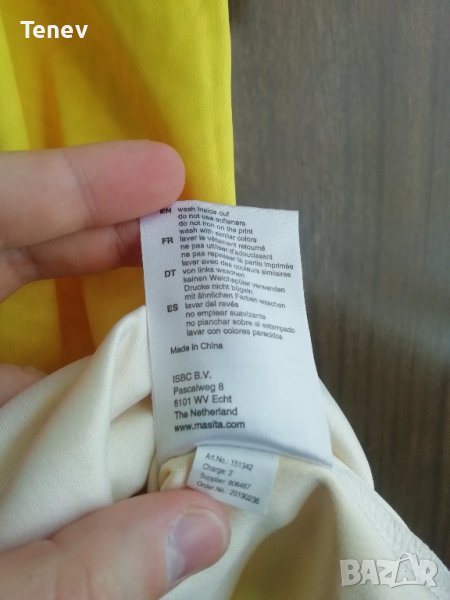 Tenev
EN wash inside out
do not use softeners
do not iron on the print
wash with similar colors
FR laver le vêtement retourné
ne pas utiliser d'adoucissant
ne pas repasser la partie imprimée
laver avec des couleurs similaires
DT von links waschen
keinen Weichspüler verwenden
Drucke nicht bügeln
mit ähnlichen Farben waschen
ES lavar del revés
no emplear suavizante
no planchar sobre el estampado
lavar con colores parecidos
Made in China
ISBC B.V.
Pascalweg 8
6101 WV Echt
The Netherland
www.masita.com
Art.No.: 151342
Charge: 2
Supplier: 806487
Order No.: 20190236
bazar.bg